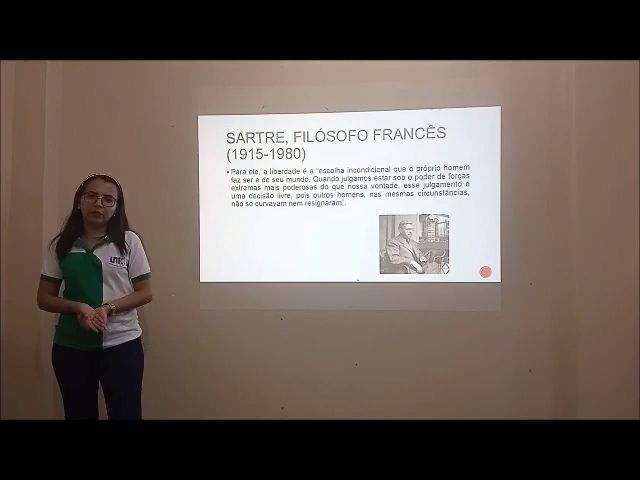 SARTRE, FILÓSOFO FRANCÊS
(1915-1980)
Para ele, a liberdade é a “escolha incondicional que o próprio homem
faz ser e de seu mundo. Quando julgamos estar sob o poder de forças
extremas mais poderosas do que nossa vontade, esse julgamento é
uma decisão livre, pois outros homens, nas mesmas circunstâncias,
não se curvavam nem resignaram”.